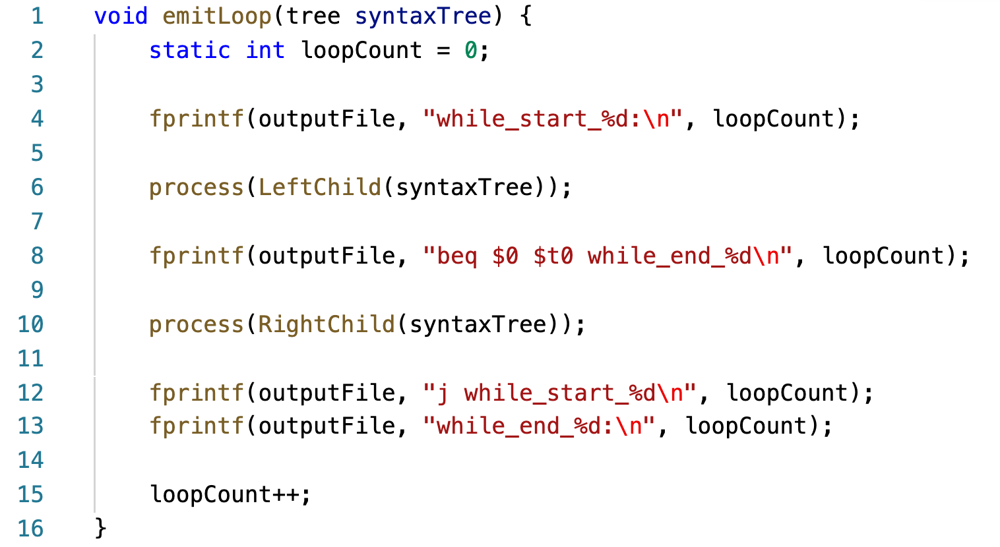 1 void emitLoop(tree syntaxTree) {
2 static int loopCount = 0;
3
4 fprintf(outputFile, "while_start_%d:\n", loopCount);
5
6 process(LeftChild(syntaxTree));
7
8 fprintf(outputFile, "beq $0 $t0 while_end_%d\n", loopCount);
9
10 process(RightChild(syntaxTree));
11
12 fprintf(outputFile, "j while_start_%d\n", loopCount);
13 fprintf(outputFile, "while_end_%d:\n", loopCount);
14
15 loopCount++;
16 }